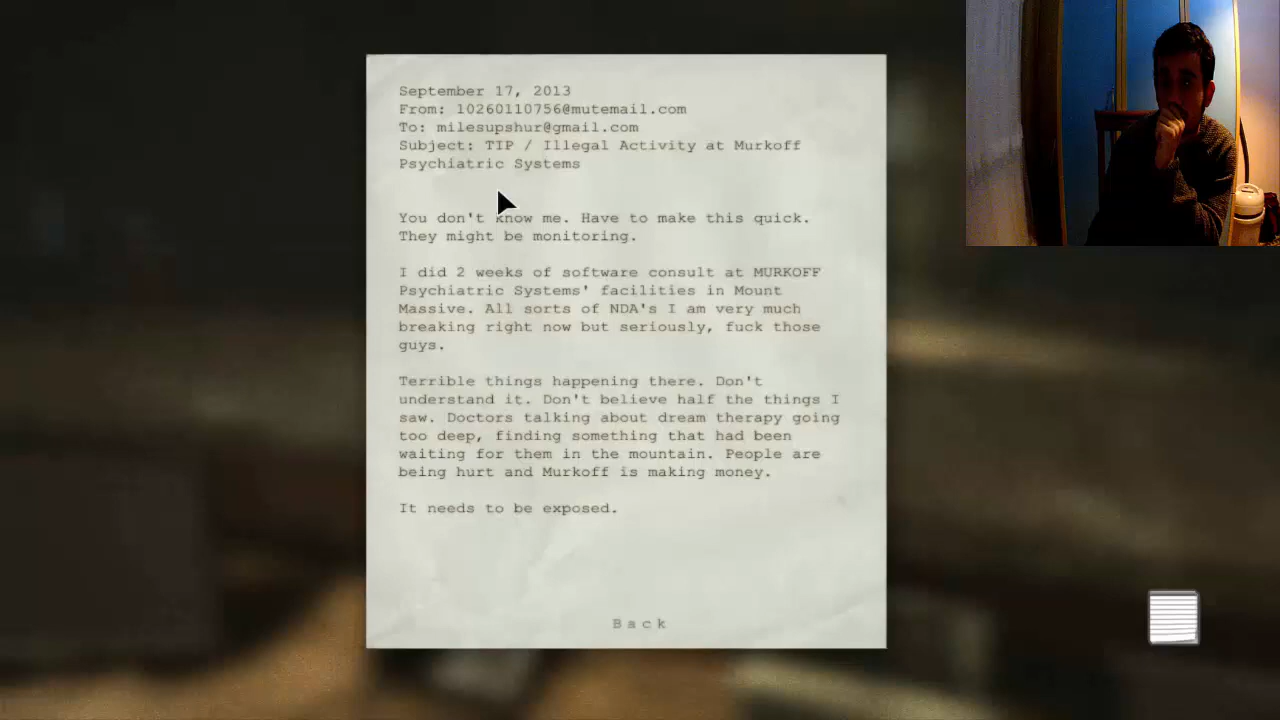 September 17, 2013
From: 10260110756@mutemail.com
To: milesupshur@gmail.com
Subject: TIP / Illegal Activity at Murkoff
Psychiatric Systems
You don't know me. Have to make this quick.
They might be monitoring.
I did 2 weeks of software consult at MURKOFF
Psychiatric Systems' facilities in Mount
Massive. All sorts of NDA's I am very much
breaking right now but seriously, fuck those
guys.
Terrible things happening there. Don't
understand it. Don't believe half the things I
saw. Doctors talking about dream therapy going
too deep, finding something that had been
waiting for them in the mountain. People are
being hurt and Murkoff is making money.
It needs to be exposed.
Back